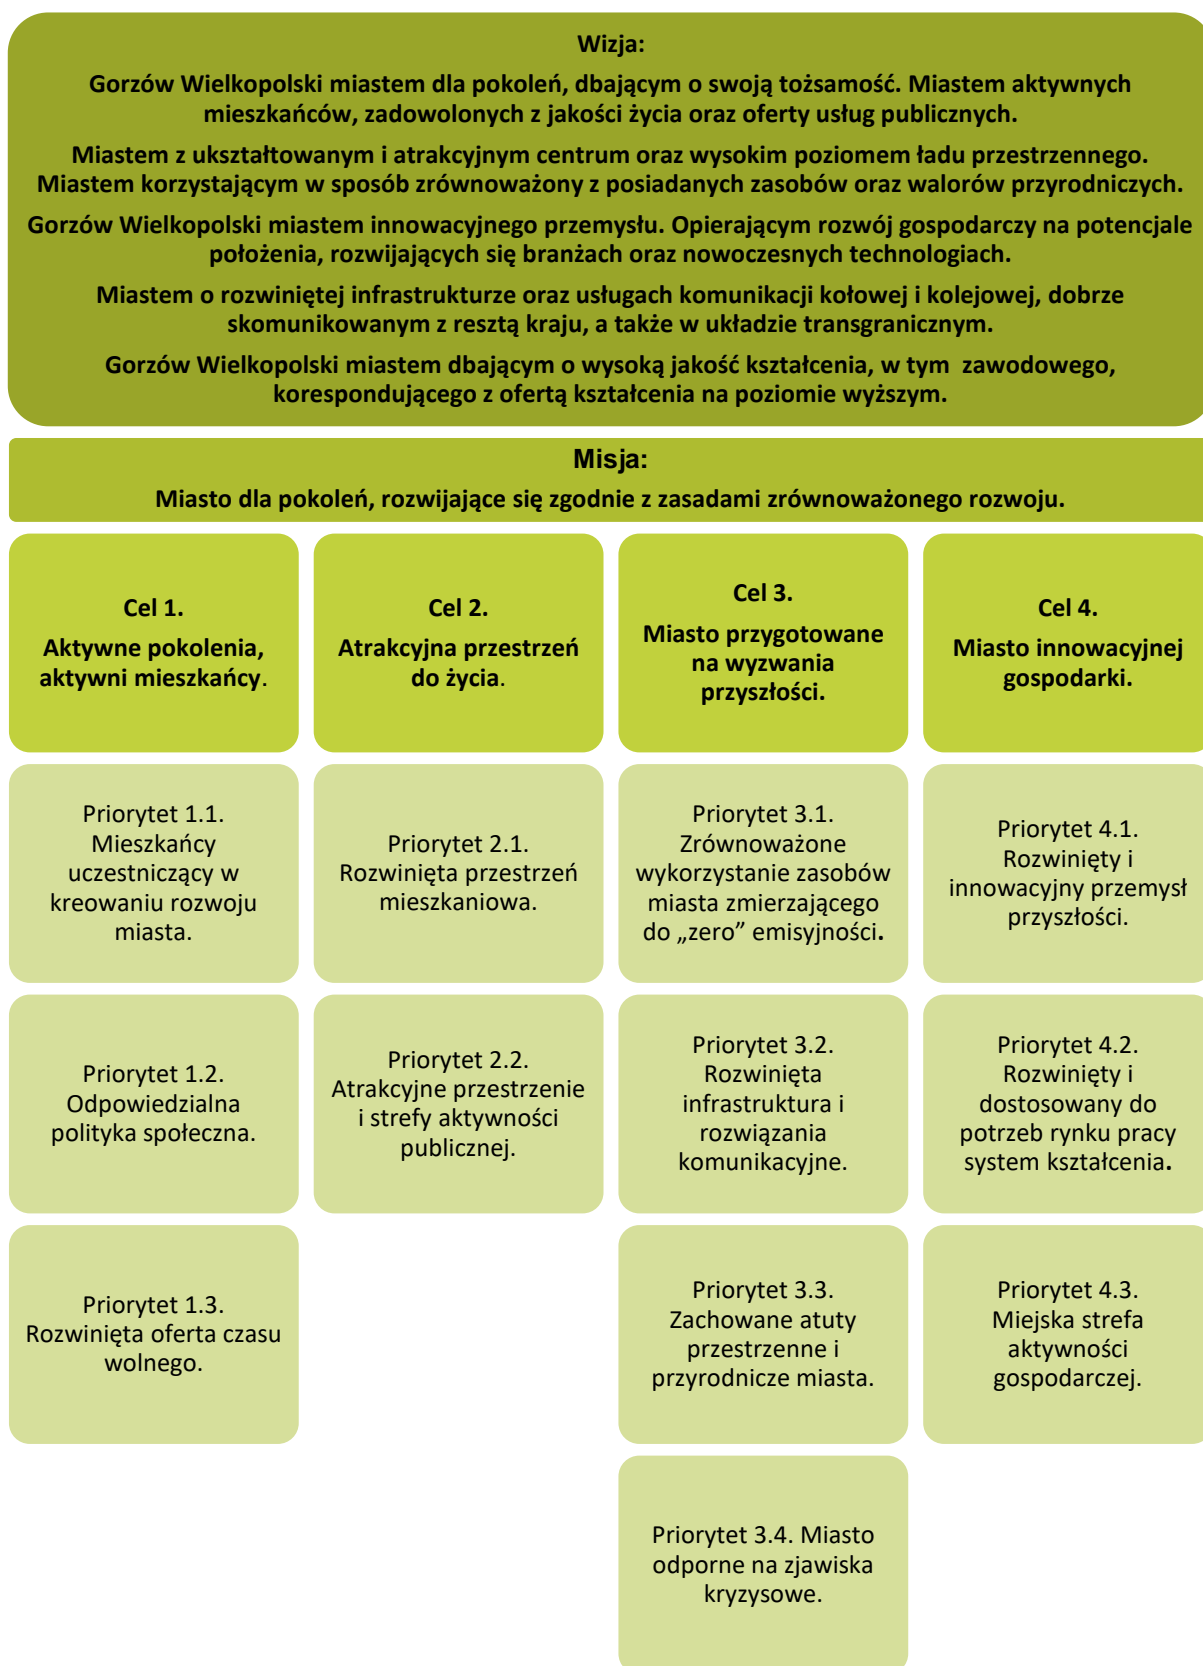 Wizja:
Gorzów Wielkopolski miastem dla pokoleń, dbającym o swoją tożsamość. Miastem aktywnych
mieszkańców, zadowolonych z jakości życia oraz oferty usług publicznych.
Miastem z ukształtowanym i atrakcyjnym centrum oraz wysokim poziomem ładu przestrzennego.
Miastem korzystającym w sposób zrównoważony z posiadanych zasobów oraz walorów przyrodniczych.
Gorzów Wielkopolski miastem innowacyjnego przemysłu. Opierającym rozwój gospodarczy na potencjale
położenia, rozwijających się branżach oraz nowoczesnych technologiach.
Miastem o rozwiniętej infrastrukturze oraz usługach komunikacji kołowej i kolejowej, dobrze
skomunikowanym z resztą kraju, a także w układzie transgranicznym.
Gorzów Wielkopolski miastem dbającym o wysoką jakość kształcenia, w tym zawodowego,
korespondującego z ofertą kształcenia na poziomie wyższym.
Misja:
Miasto dla pokoleń, rozwijające się zgodnie z zasadami zrównoważonego rozwoju.
Cel 1.
Aktywne pokolenia,
aktywni mieszkańcy.
Cel 2.
Atrakcyjna przestrzeń
do życia.
Cel 3.
Miasto przygotowane
na wyzwania
przyszłości.
Cel 4.
Miasto innowacyjnej
gospodarki.
Priorytet 1.1.
Mieszkańcy
uczestniczący w
kreowaniu rozwoju
miasta.
Priorytet 2.1.
Rozwinięta przestrzeń
mieszkaniowa.
Priorytet 3.1.
Zrównoważone
wykorzystanie zasobów
miasta zmierzającego
do „zero” emisyjności.
Priorytet 4.1.
Rozwinięty i
innowacyjny przemysł
przyszłości.
Priorytet 1.2.
Odpowiedzialna
polityka społeczna.
Priorytet 2.2.
Atrakcyjne przestrzenie
i strefy aktywności
publicznej.
Priorytet 3.2.
Rozwinięta
infrastruktura i
rozwiązania
komunikacyjne.
Priorytet 4.2.
Rozwinięty i
dostosowany do
potrzeb rynku pracy
system kształcenia.
Priorytet 1.3.
Rozwinięta oferta czasu
wolnego.
Priorytet 3.3.
Zachowane atuty
przestrzenne i
przyrodnicze miasta.
Priorytet 4.3.
Miejska strefa
aktywności
gospodarczej.
Priorytet 3.4. Miasto
odporne na zjawiska
kryzysowe.